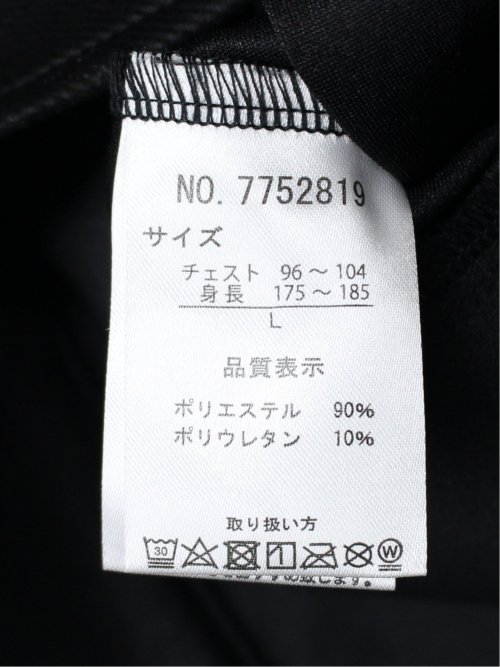 NO. 7752819
サイズ
チェスト 96～104
身長 175～185
L
品質表示
ポリエステル 90%
ポリウレタン 10%
取り扱い方
30 1 W